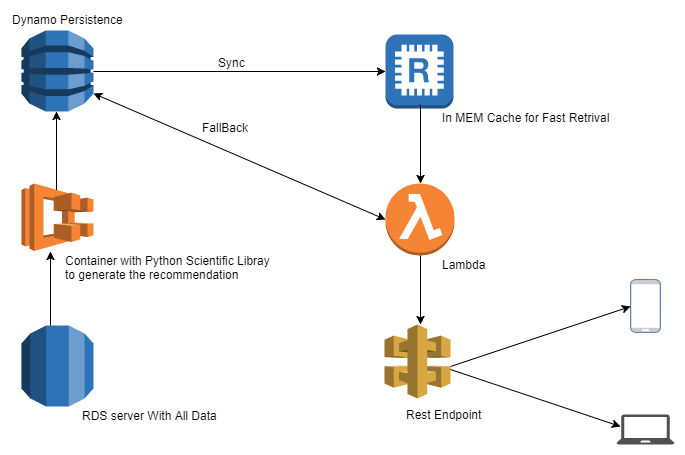 Dynamo Persistence
Sync
R
In MEM Cache for Fast Retrival
FallBack
Container with Python Scientific Libray
to generate the recommendation
λ
Lambda
RDS server With All Data
Rest Endpoint